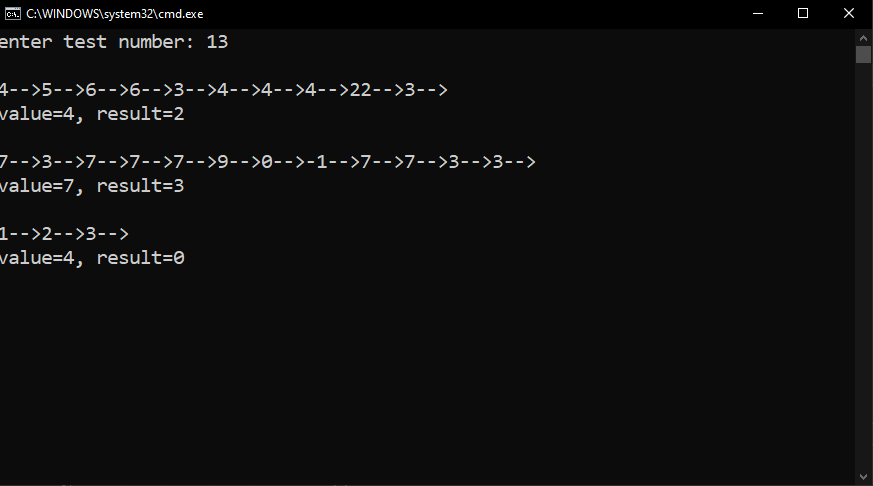 C:\WINDOWS\system32\cmd.exe
enter test number: 13
4-->5-->6-->6-->3-->4-->4-->4-->22-->3-->
value=4, result=2
7-->3-->7-->7-->7-->9-->0-->-1-->7-->7-->3-->3-->
value=7, result=3
1-->2-->3-->
value=4, result=0